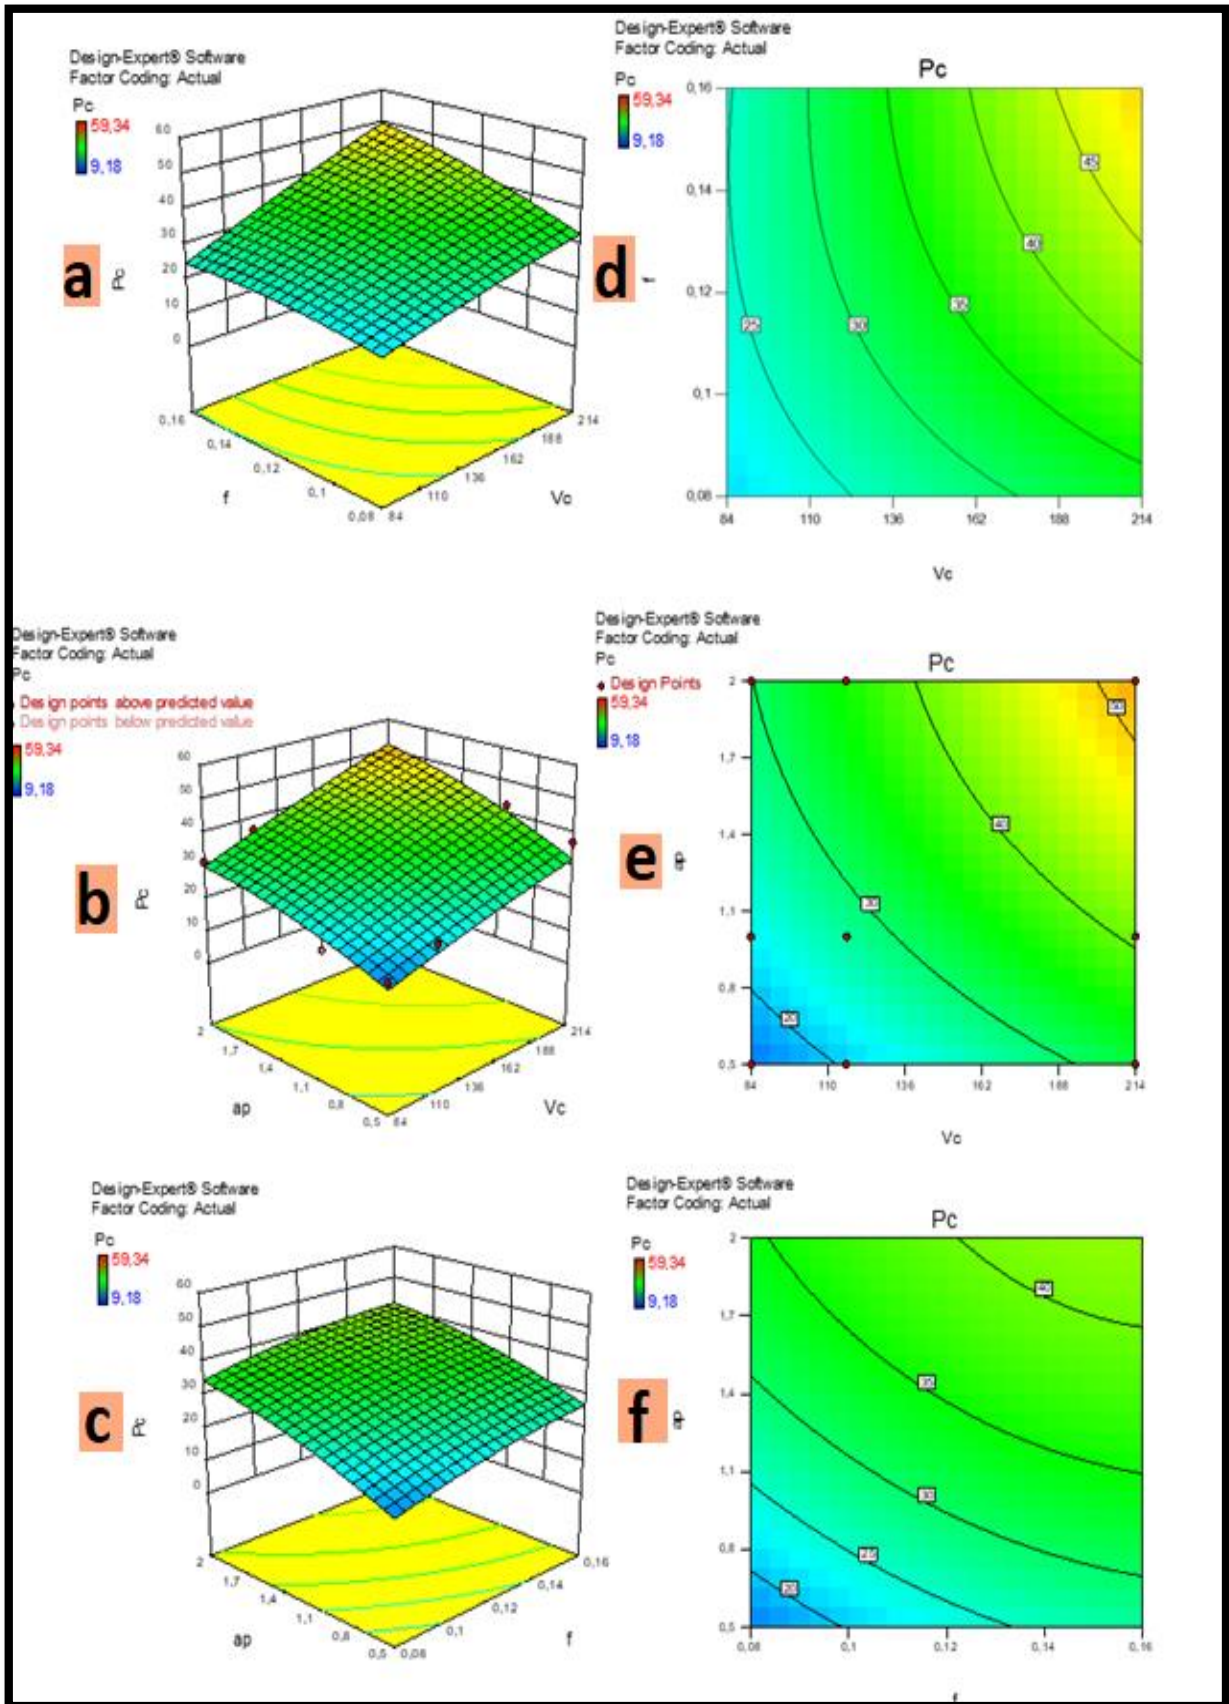 Design-Expert® Software
Factor Coding: Actual
Pc
59,34
9,18
60
50
40
30
20
10
0
a
Pc
0,16
0,14
0,12
0,1
0,08
f
84
110
136
162
188
214
Vc
Design-Expert® Software
Factor Coding: Actual
Pc
59,34
9,18
Pc
d
f
0,16
0,14
0,12
0,1
0,08
25
30
35
40
45
84
110
136
162
188
214
Vc
Design-Expert® Software
Factor Coding: Actual
Pc
Design points above predicted value
Design points below predicted value
59,34
9,18
60
50
40
30
20
10
0
b
Pc
2
1,7
1,4
1,1
0,8
0,5
ap
84
110
136
162
188
214
Vc
Design-Expert® Software
Factor Coding: Actual
Pc
Design Points
59,34
9,18
Pc
e
ap
2
1,7
1,4
1,1
0,8
0,5
20
30
40
50
84
110
136
162
188
214
Vc
Design-Expert® Software
Factor Coding: Actual
Pc
59,34
9,18
60
50
40
30
20
10
0
c
Pc
2
1,7
1,4
1,1
0,8
0,5
ap
0,08
0,1
0,12
0,14
0,16
f
Design-Expert® Software
Factor Coding: Actual
Pc
59,34
9,18
Pc
f
ap
2
1,7
1,4
1,1
0,8
0,5
20
25
30
35
40
0,08
0,1
0,12
0,14
0,16
f